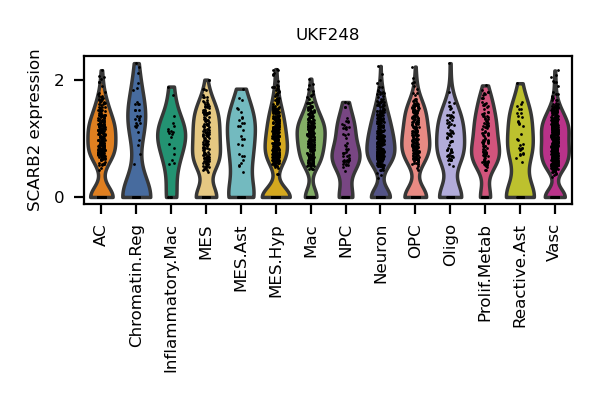 UKF248
SCARB2 expression
2
0
AC
Chromatin.Reg
Inflammatory.Mac
MES
MES.Ast
MES.Hyp
Mac
NPC
Neuron
OPC
Oligo
Prolif.Metab
Reactive.Ast
Vasc